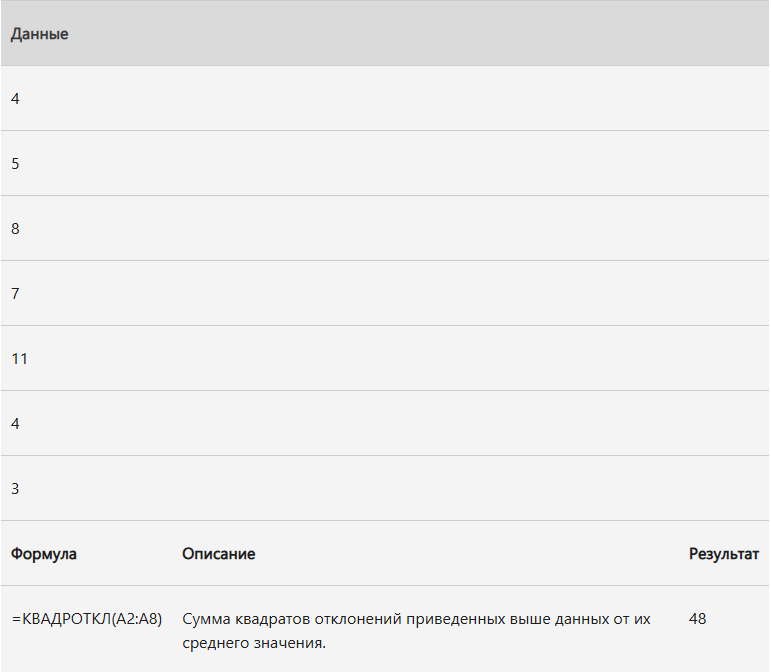 Данные
4
5
8
7
11
4
3
Формула Описание Результат
=КВАДРОТКЛ(A2:A8) Сумма квадратов отклонений приведенных выше данных от их 48
среднего значения.